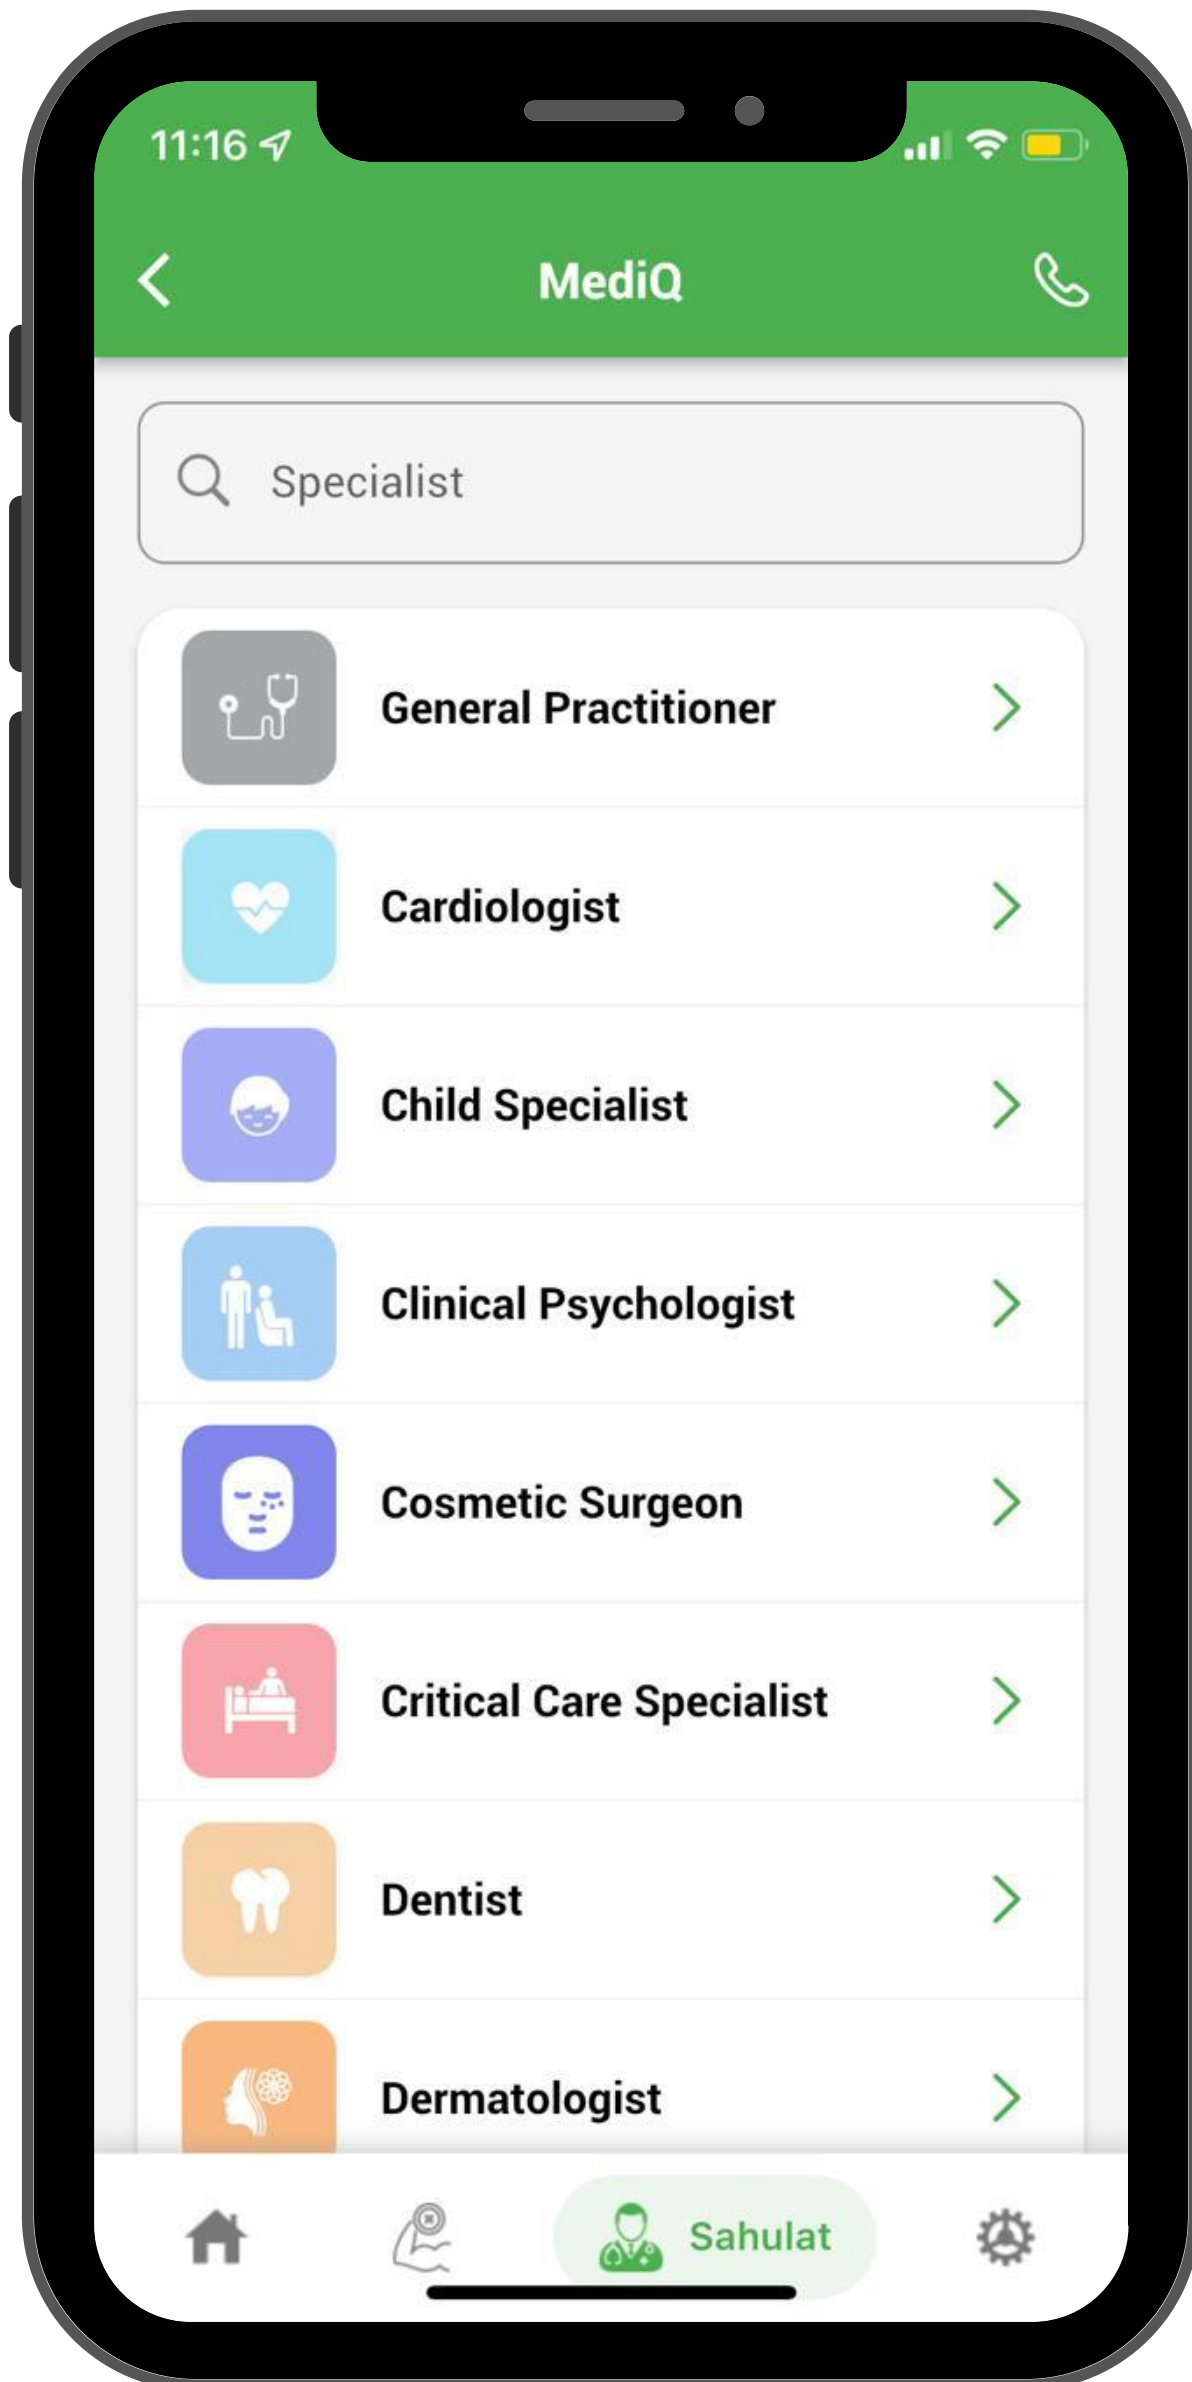 11:16
MediQ
Specialist
General Practitioner
Cardiologist
Child Specialist
Clinical Psychologist
Cosmetic Surgeon
Critical Care Specialist
Dentist
Dermatologist
Sahulat